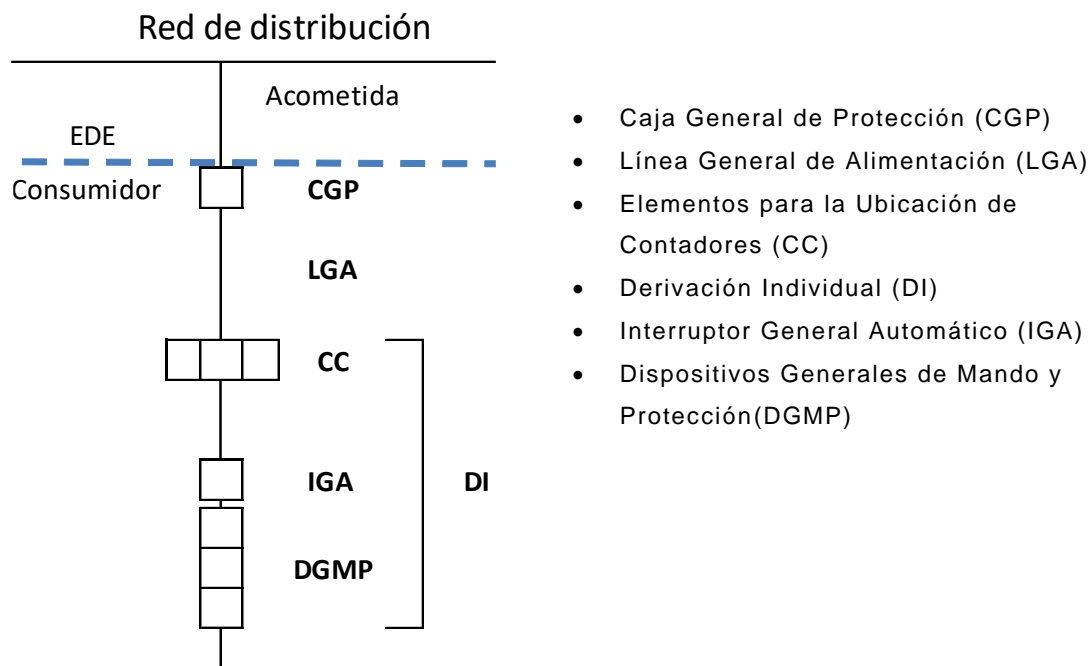 Red de distribución
Acometida
EDE
Consumidor
CGP
LGA
CC
IGA
DI
DGMP
• Caja General de Protección (CGP)
• Línea General de Alimentación (LGA)
• Elementos para la Ubicación de
Contadores (CC)
• Derivación Individual (DI)
• Interruptor General Automático (IGA)
• Dispositivos Generales de Mando y
Protección(DGMP)